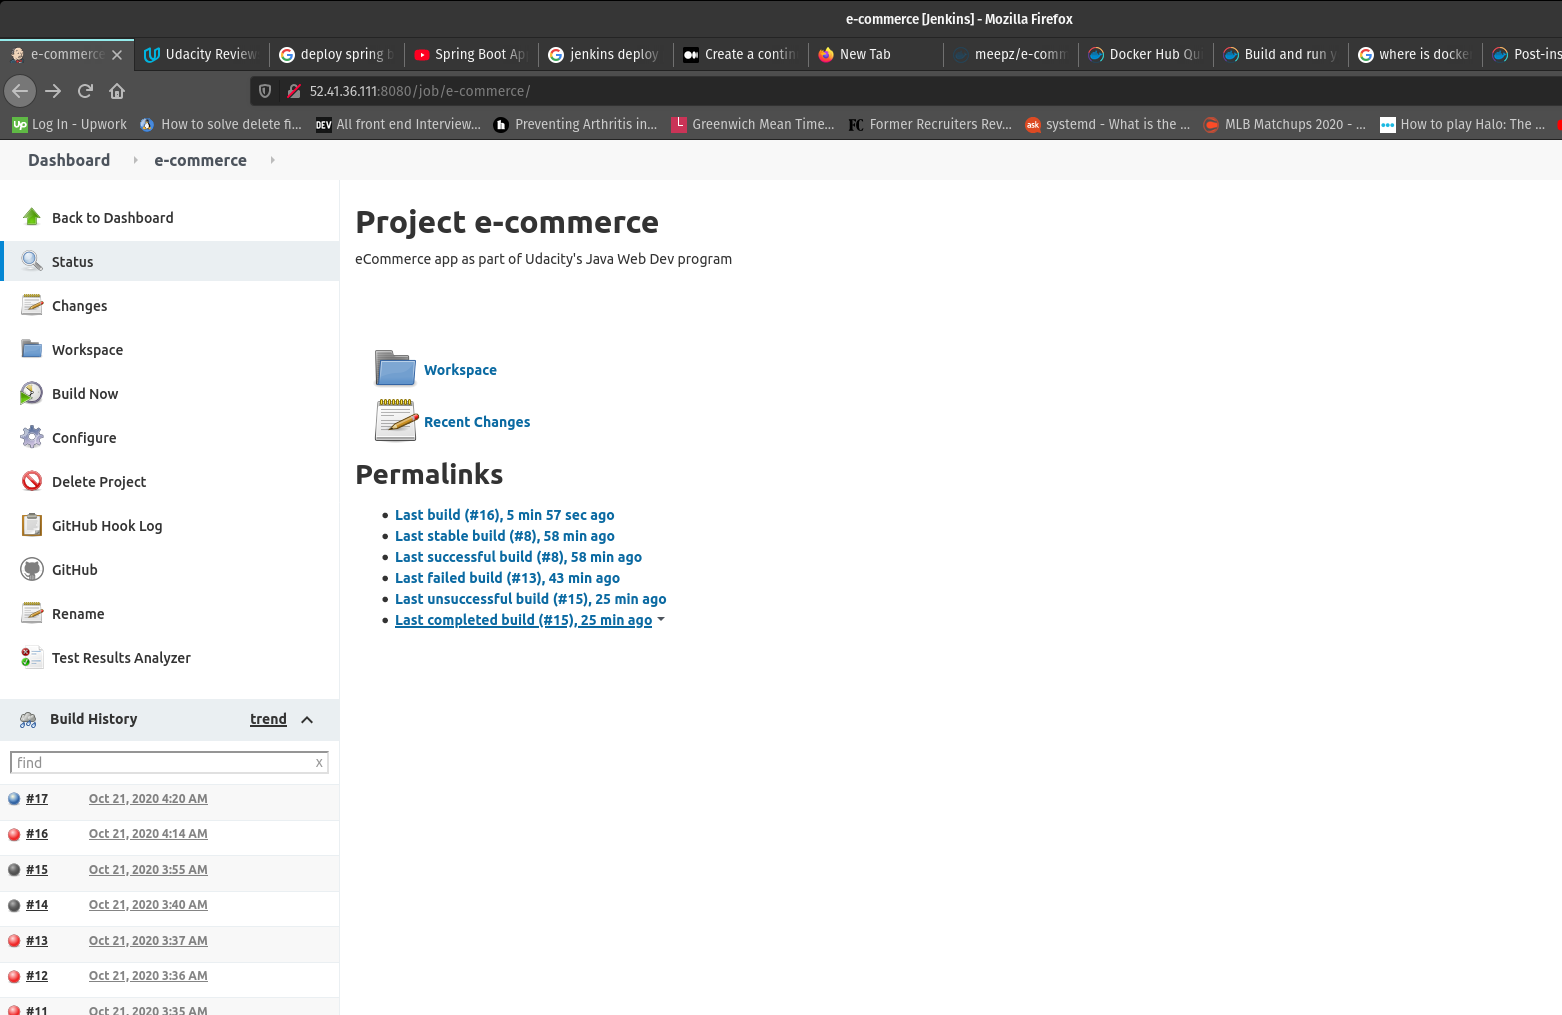 e-commerce [Jenkins] - Mozilla Firefox
e-commerce
Udacity Review
deploy spring b
Spring Boot Ap
jenkins deploy
Create a contin
New Tab
meepz/e-comm
Docker Hub Qu
Build and run y
where is docke
Post-ins
52.41.36.111:8080/job/e-commerce/
Up Log In - Upwork
How to solve delete fi...
DEV All front end Interview...
h Preventing Arthritis in...
L Greenwich Mean Time...
FC Former Recruiters Rev...
ask systemd - What is the ...
MLB Matchups 2020 - ...
How to play Halo: The ...
Dashboard
e-commerce
Back to Dashboard
Status
Changes
Workspace
Build Now
Configure
Delete Project
GitHub Hook Log
GitHub
Rename
Test Results Analyzer
Build History
trend
find
x
#17 Oct 21, 2020 4:20 AM
#16 Oct 21, 2020 4:14 AM
#15 Oct 21, 2020 3:55 AM
#14 Oct 21, 2020 3:40 AM
#13 Oct 21, 2020 3:37 AM
#12 Oct 21, 2020 3:36 AM
#11 Oct 21, 2020 3:35 AM
Project e-commerce
eCommerce app as part of Udacity's Java Web Dev program
Workspace
Recent Changes
Permalinks
Last build (#16), 5 min 57 sec ago
Last stable build (#8), 58 min ago
Last successful build (#8), 58 min ago
Last failed build (#13), 43 min ago
Last unsuccessful build (#15), 25 min ago
Last completed build (#15), 25 min ago